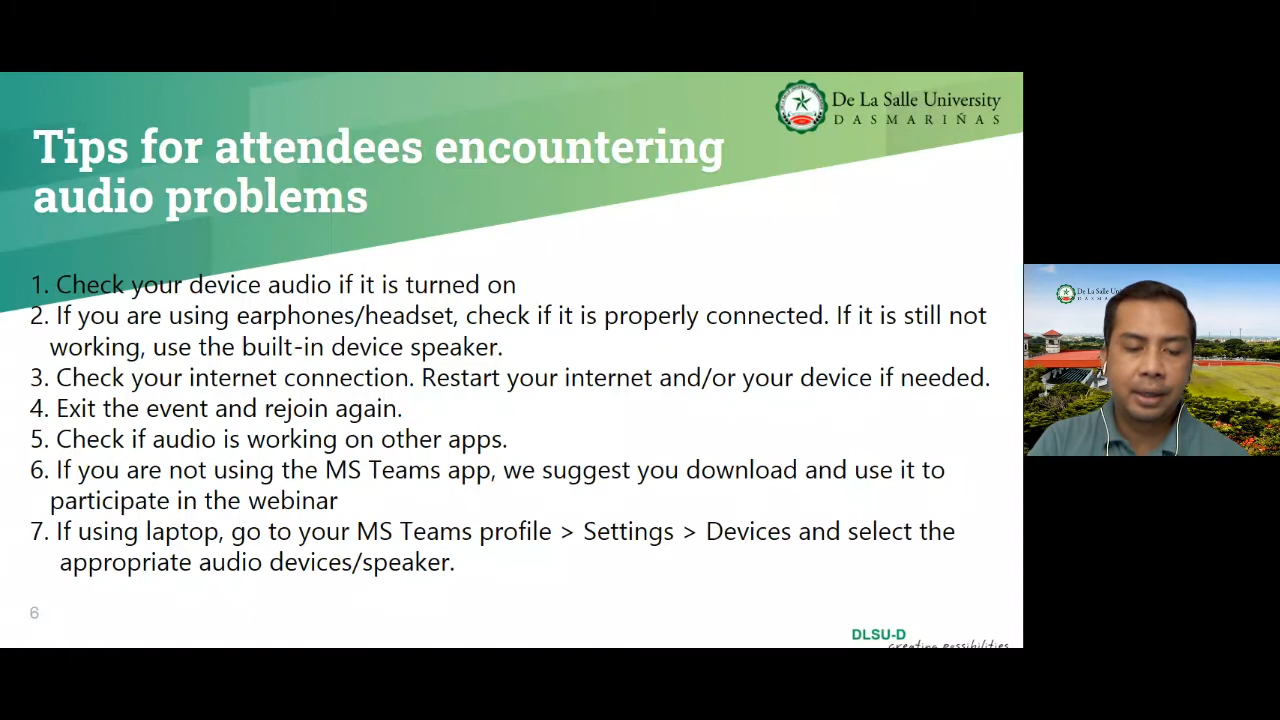 De La Salle University
DASMARIÑAS
Tips for attendees encountering
audio problems
1. Check your device audio if it is turned on
2. If you are using earphones/headset, check if it is properly connected. If it is still not
working, use the built-in device speaker.
3. Check your internet connection. Restart your internet and/or your device if needed.
4. Exit the event and rejoin again.
5. Check if audio is working on other apps.
6. If you are not using the MS Teams app, we suggest you download and use it to
participate in the webinar
7. If using laptop, go to your MS Teams profile > Settings > Devices and select the
appropriate audio devices/speaker.
6
DLSU-D
creating possibilities
De La Salle